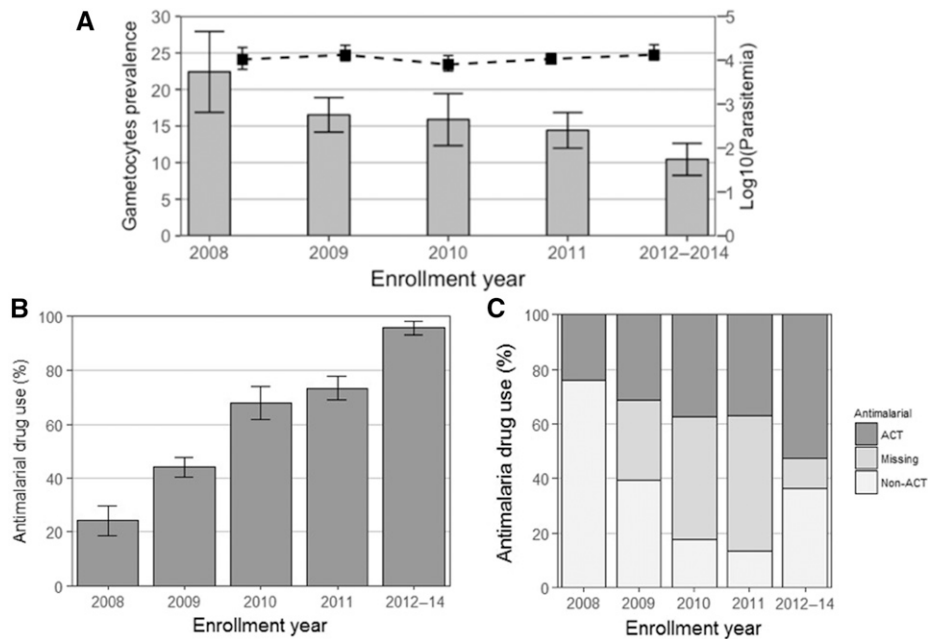 A
Gametocytes prevalence
30
25
20
15
10
5
0
5
4
3
2
1
0
Log10(Parasitemia)
2008 2009 2010 2011 2012–2014
Enrollment year
B
Antimalarial drug use (%)
100
80
60
40
20
0
2008 2009 2010 2011 2012–14
Enrollment year
C
Antimalaria drug use (%)
100
80
60
40
20
0
2008 2009 2010 2011 2012–14
Enrollment year
Antimalarial
ACT
Missing
Non-ACT